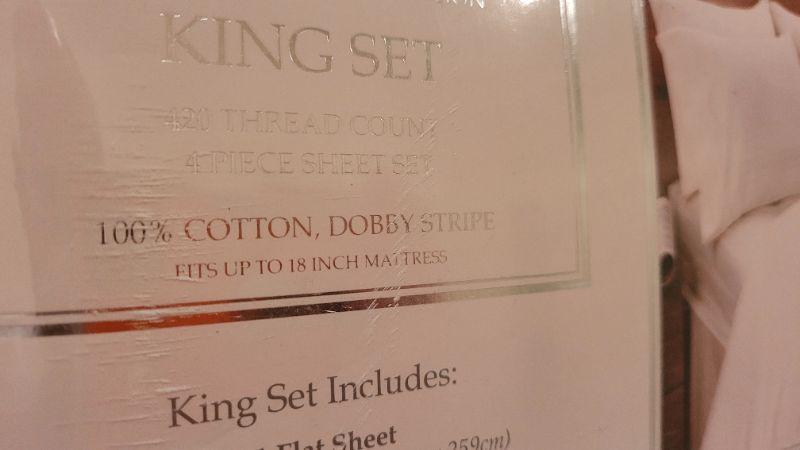 KING SET
420 THREAD COUNT
4 PIECE SHEET SET
100% COTTON, DOBBY STRIPE
FITS UP TO 18 INCH MATTRESS
King Set Includes:
Flat Sheet
259cm)